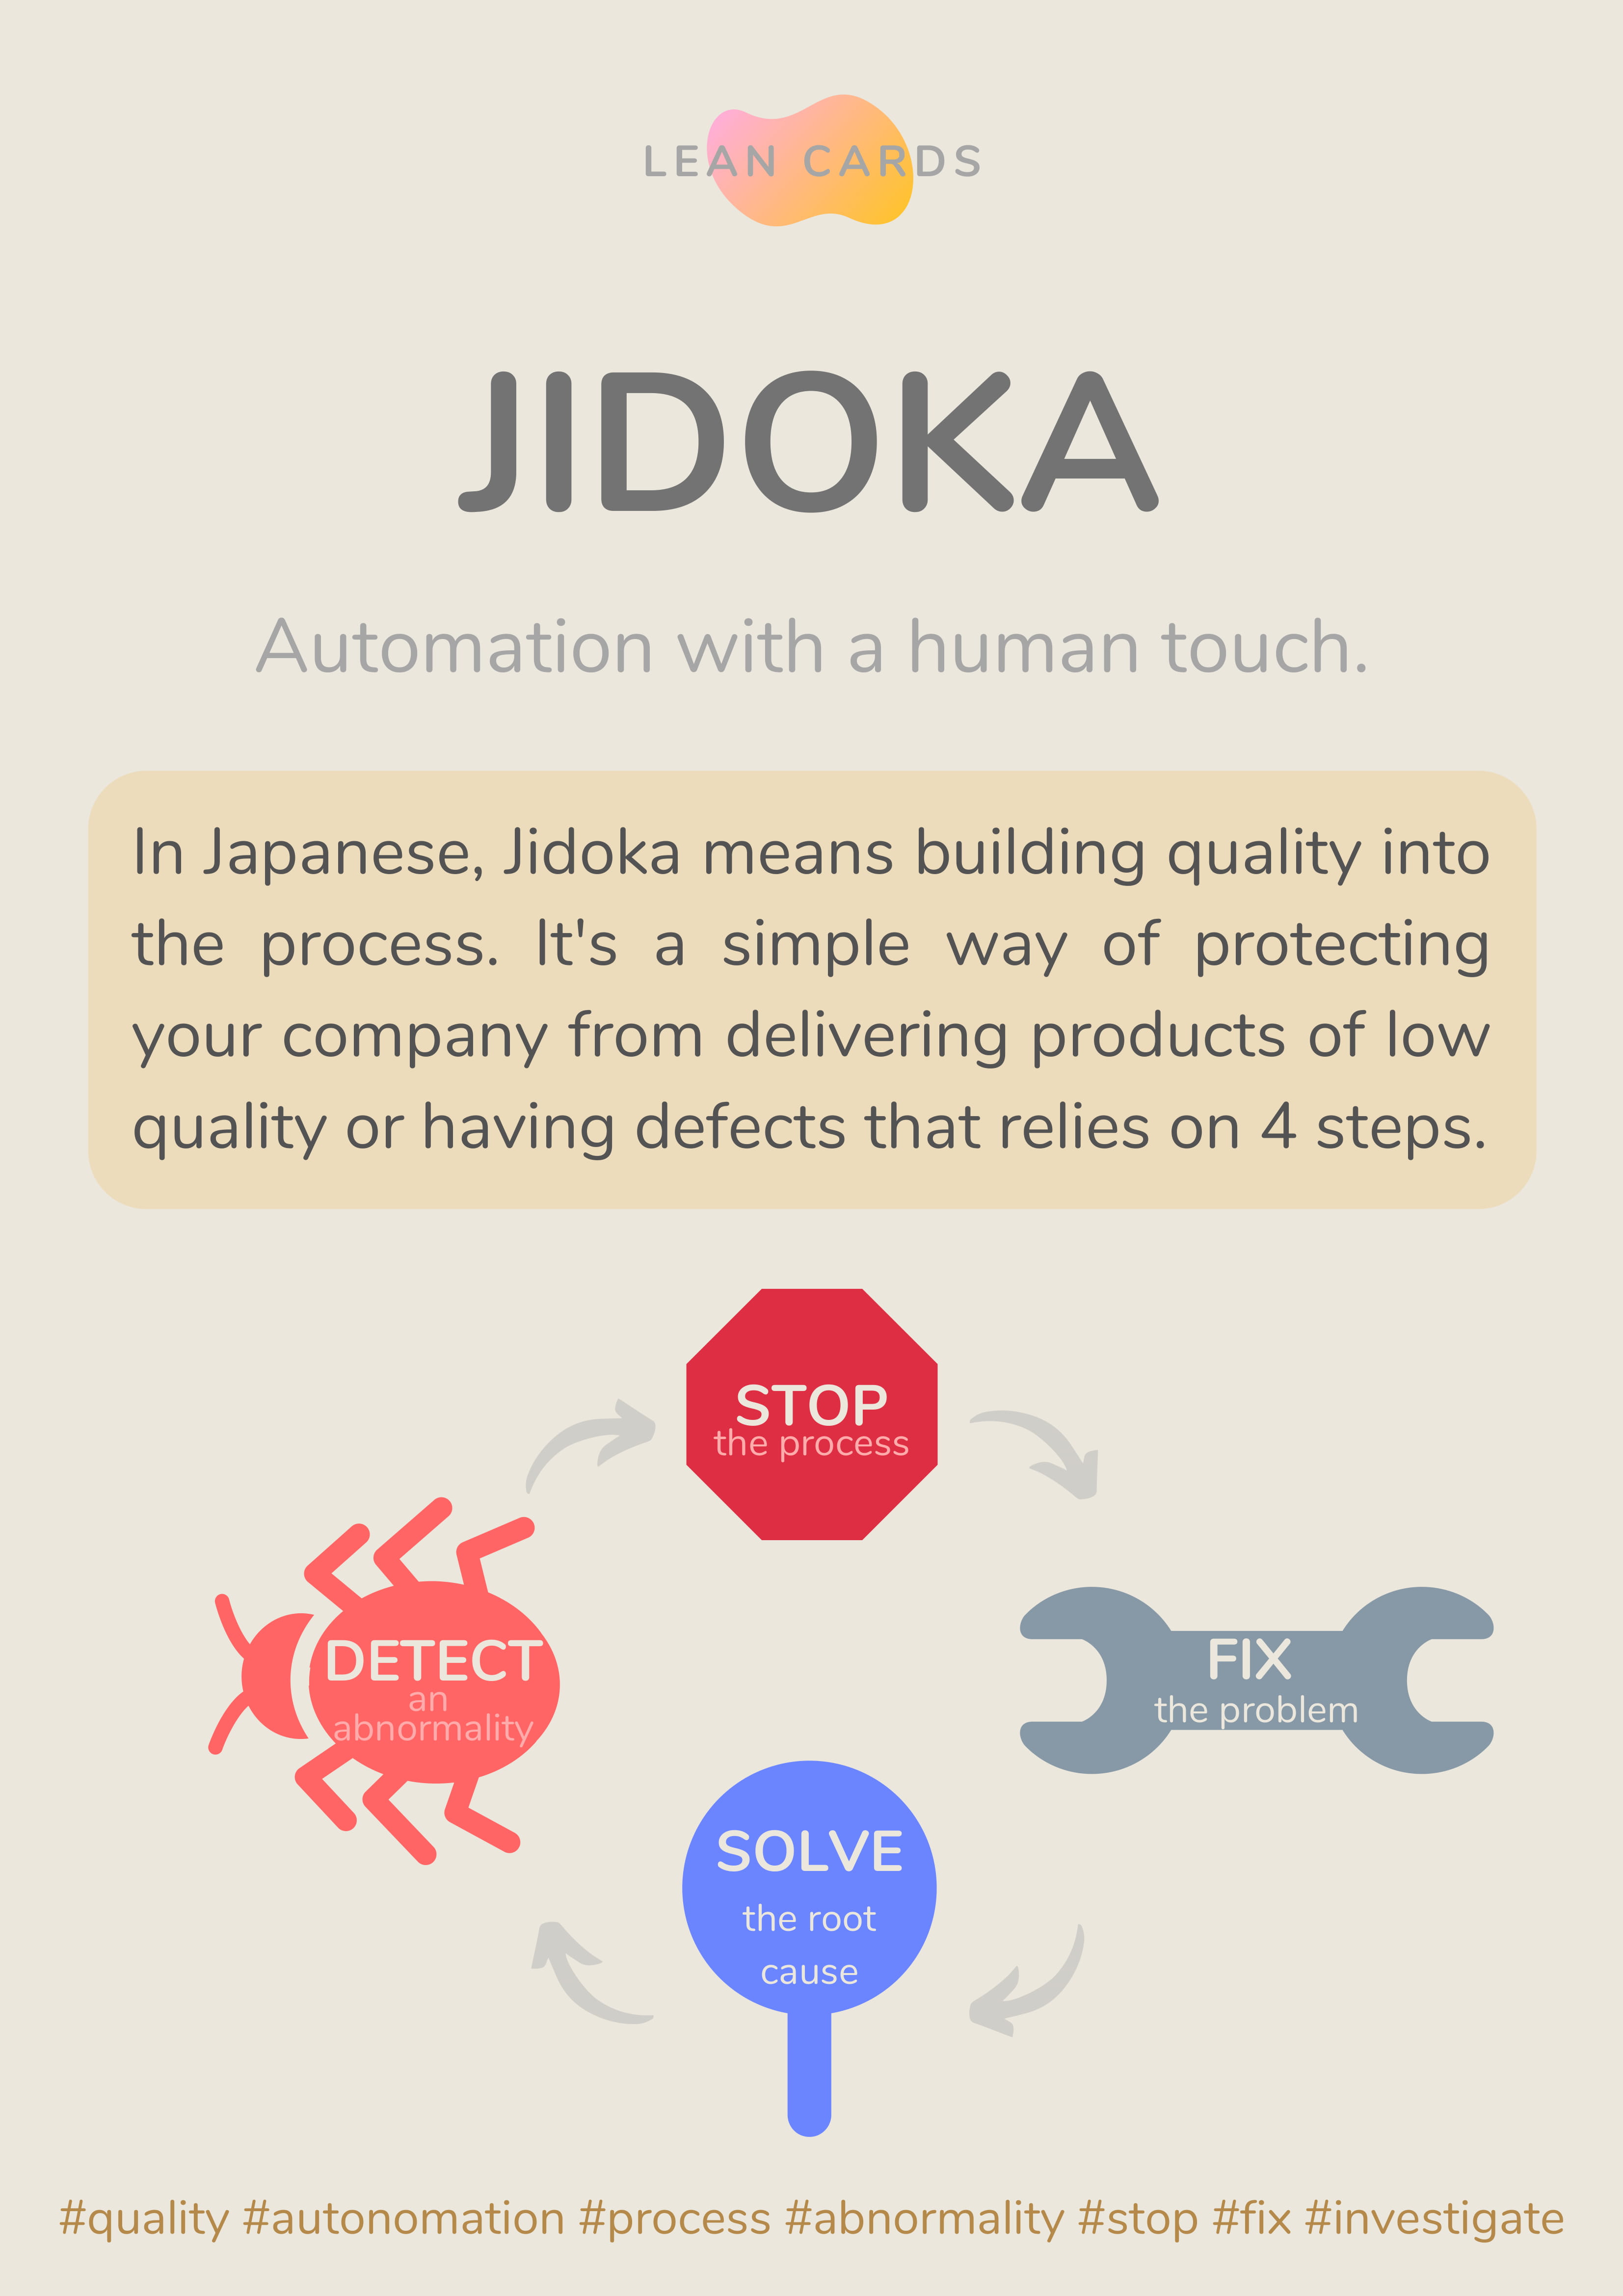 LEAN CARDS
JIDOKA
Automation with a human touch.
In Japanese, Jidoka means building quality into
the process. It's a simple way of protecting
your company from delivering products of low
quality or having defects that relies on 4 steps.
STOP
the process
DETECT
an
abnormality
FIX
the problem
SOLVE
the root
cause
#quality #autonomation #process #abnormality #stop #fix #investigate